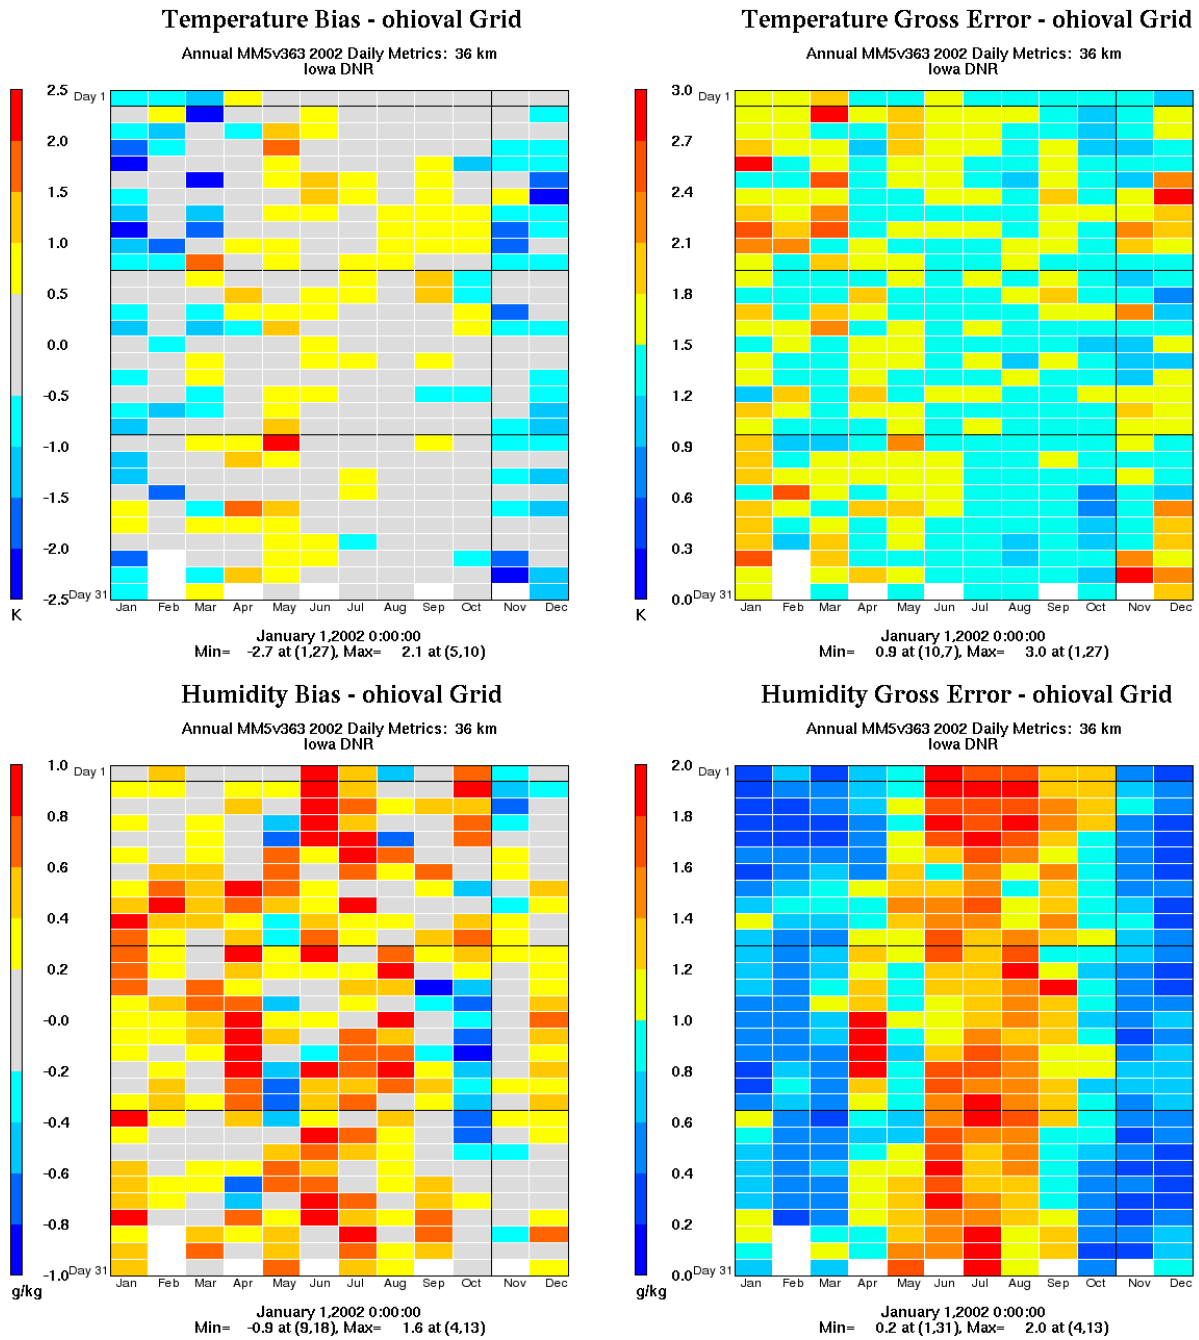 Temperature Bias - ohioval Grid
Annual MM5v363 2002 Daily Metrics: 36 km
Iowa DNR
2.5
2.0
1.5
1.0
0.5
0.0
-0.5
-1.0
-1.5
-2.0
-2.5
K
Day 1
Day 31
Jan Feb Mar Apr May Jun Jul Aug Sep Oct Nov Dec
January 1,2002 0:00:00
Min= -2.7 at (1,27), Max= 2.1 at (5,10)
Temperature Gross Error - ohioval Grid
Annual MM5v363 2002 Daily Metrics: 36 km
Iowa DNR
3.0
2.7
2.4
2.1
1.8
1.5
1.2
0.9
0.6
0.3
0.0
K
Day 1
Day 31
Jan Feb Mar Apr May Jun Jul Aug Sep Oct Nov Dec
January 1,2002 0:00:00
Min= 0.9 at (10,7), Max= 3.0 at (1,27)
Humidity Bias - ohioval Grid
Annual MM5v363 2002 Daily Metrics: 36 km
Iowa DNR
1.0
0.8
0.6
0.4
0.2
-0.0
-0.2
-0.4
-0.6
-0.8
-1.0
g/kg
Day 1
Day 31
Jan Feb Mar Apr May Jun Jul Aug Sep Oct Nov Dec
January 1,2002 0:00:00
Min= -0.9 at (9,18), Max= 1.6 at (4,13)
Humidity Gross Error - ohioval Grid
Annual MM5v363 2002 Daily Metrics: 36 km
Iowa DNR
2.0
1.8
1.6
1.4
1.2
1.0
0.8
0.6
0.4
0.2
0.0
g/kg
Day 1
Day 31
Jan Feb Mar Apr May Jun Jul Aug Sep Oct Nov Dec
January 1,2002 0:00:00
Min= 0.2 at (1,31), Max= 2.0 at (4,13)